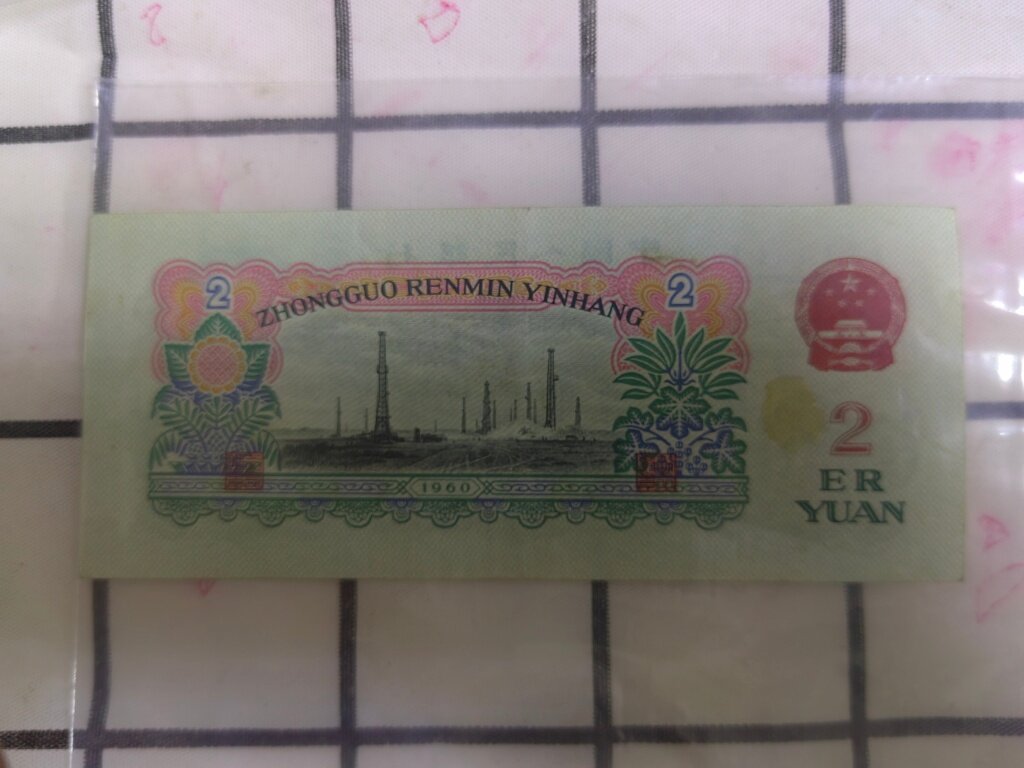 2 2
ZHONGGUO RENMIN YINHANG
1960
2
ER
YUAN